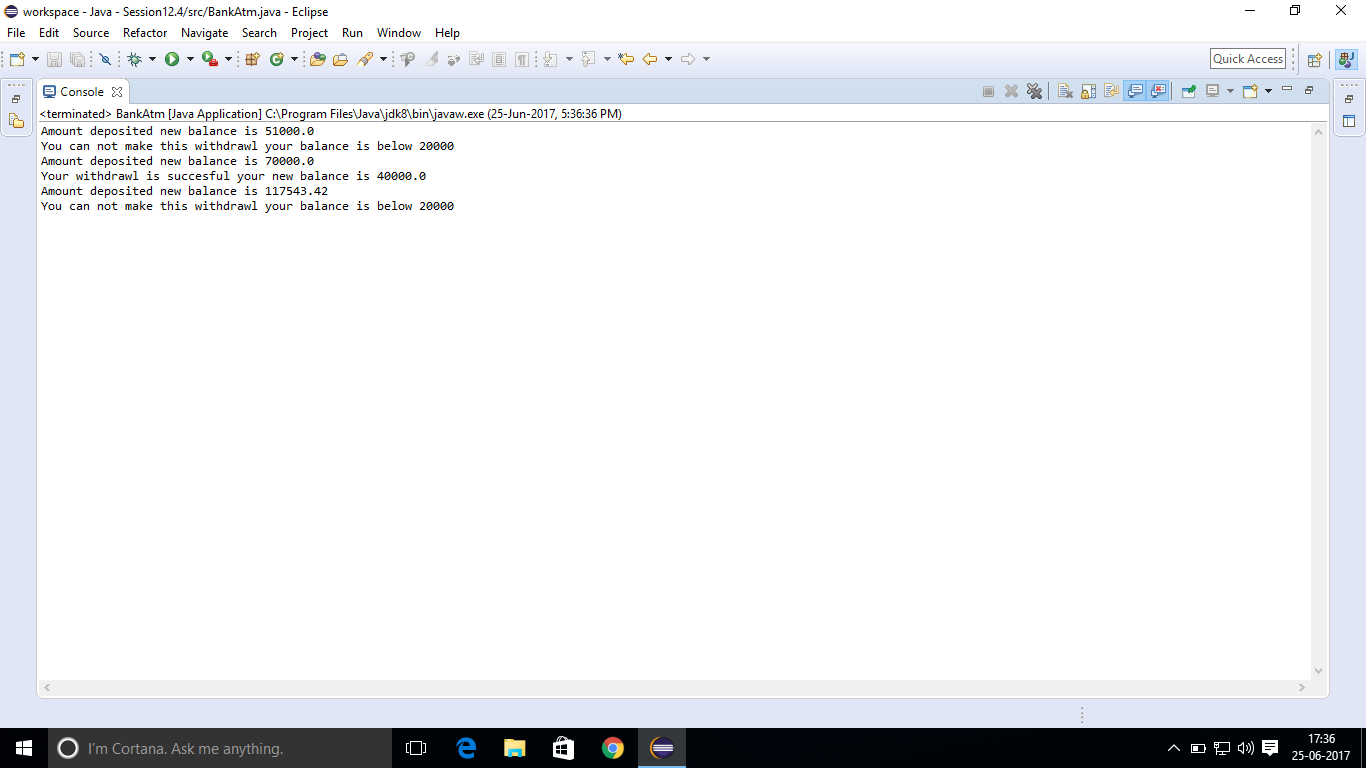 workspace - Java - Session12.4/src/BankAtm.java - Eclipse
File Edit Source Refactor Navigate Search Project Run Window Help
Quick Access
Console
<terminated> BankAtm [Java Application] C:\Program Files\Java\jdk8\bin\javaw.exe (25-Jun-2017, 5:36:36 PM)
Amount deposited new balance is 51000.0
You can not make this withdrawl your balance is below 20000
Amount deposited new balance is 70000.0
Your withdrawl is succesful your new balance is 40000.0
Amount deposited new balance is 117543.42
You can not make this withdrawl your balance is below 20000
I'm Cortana. Ask me anything.
17:36
25-06-2017